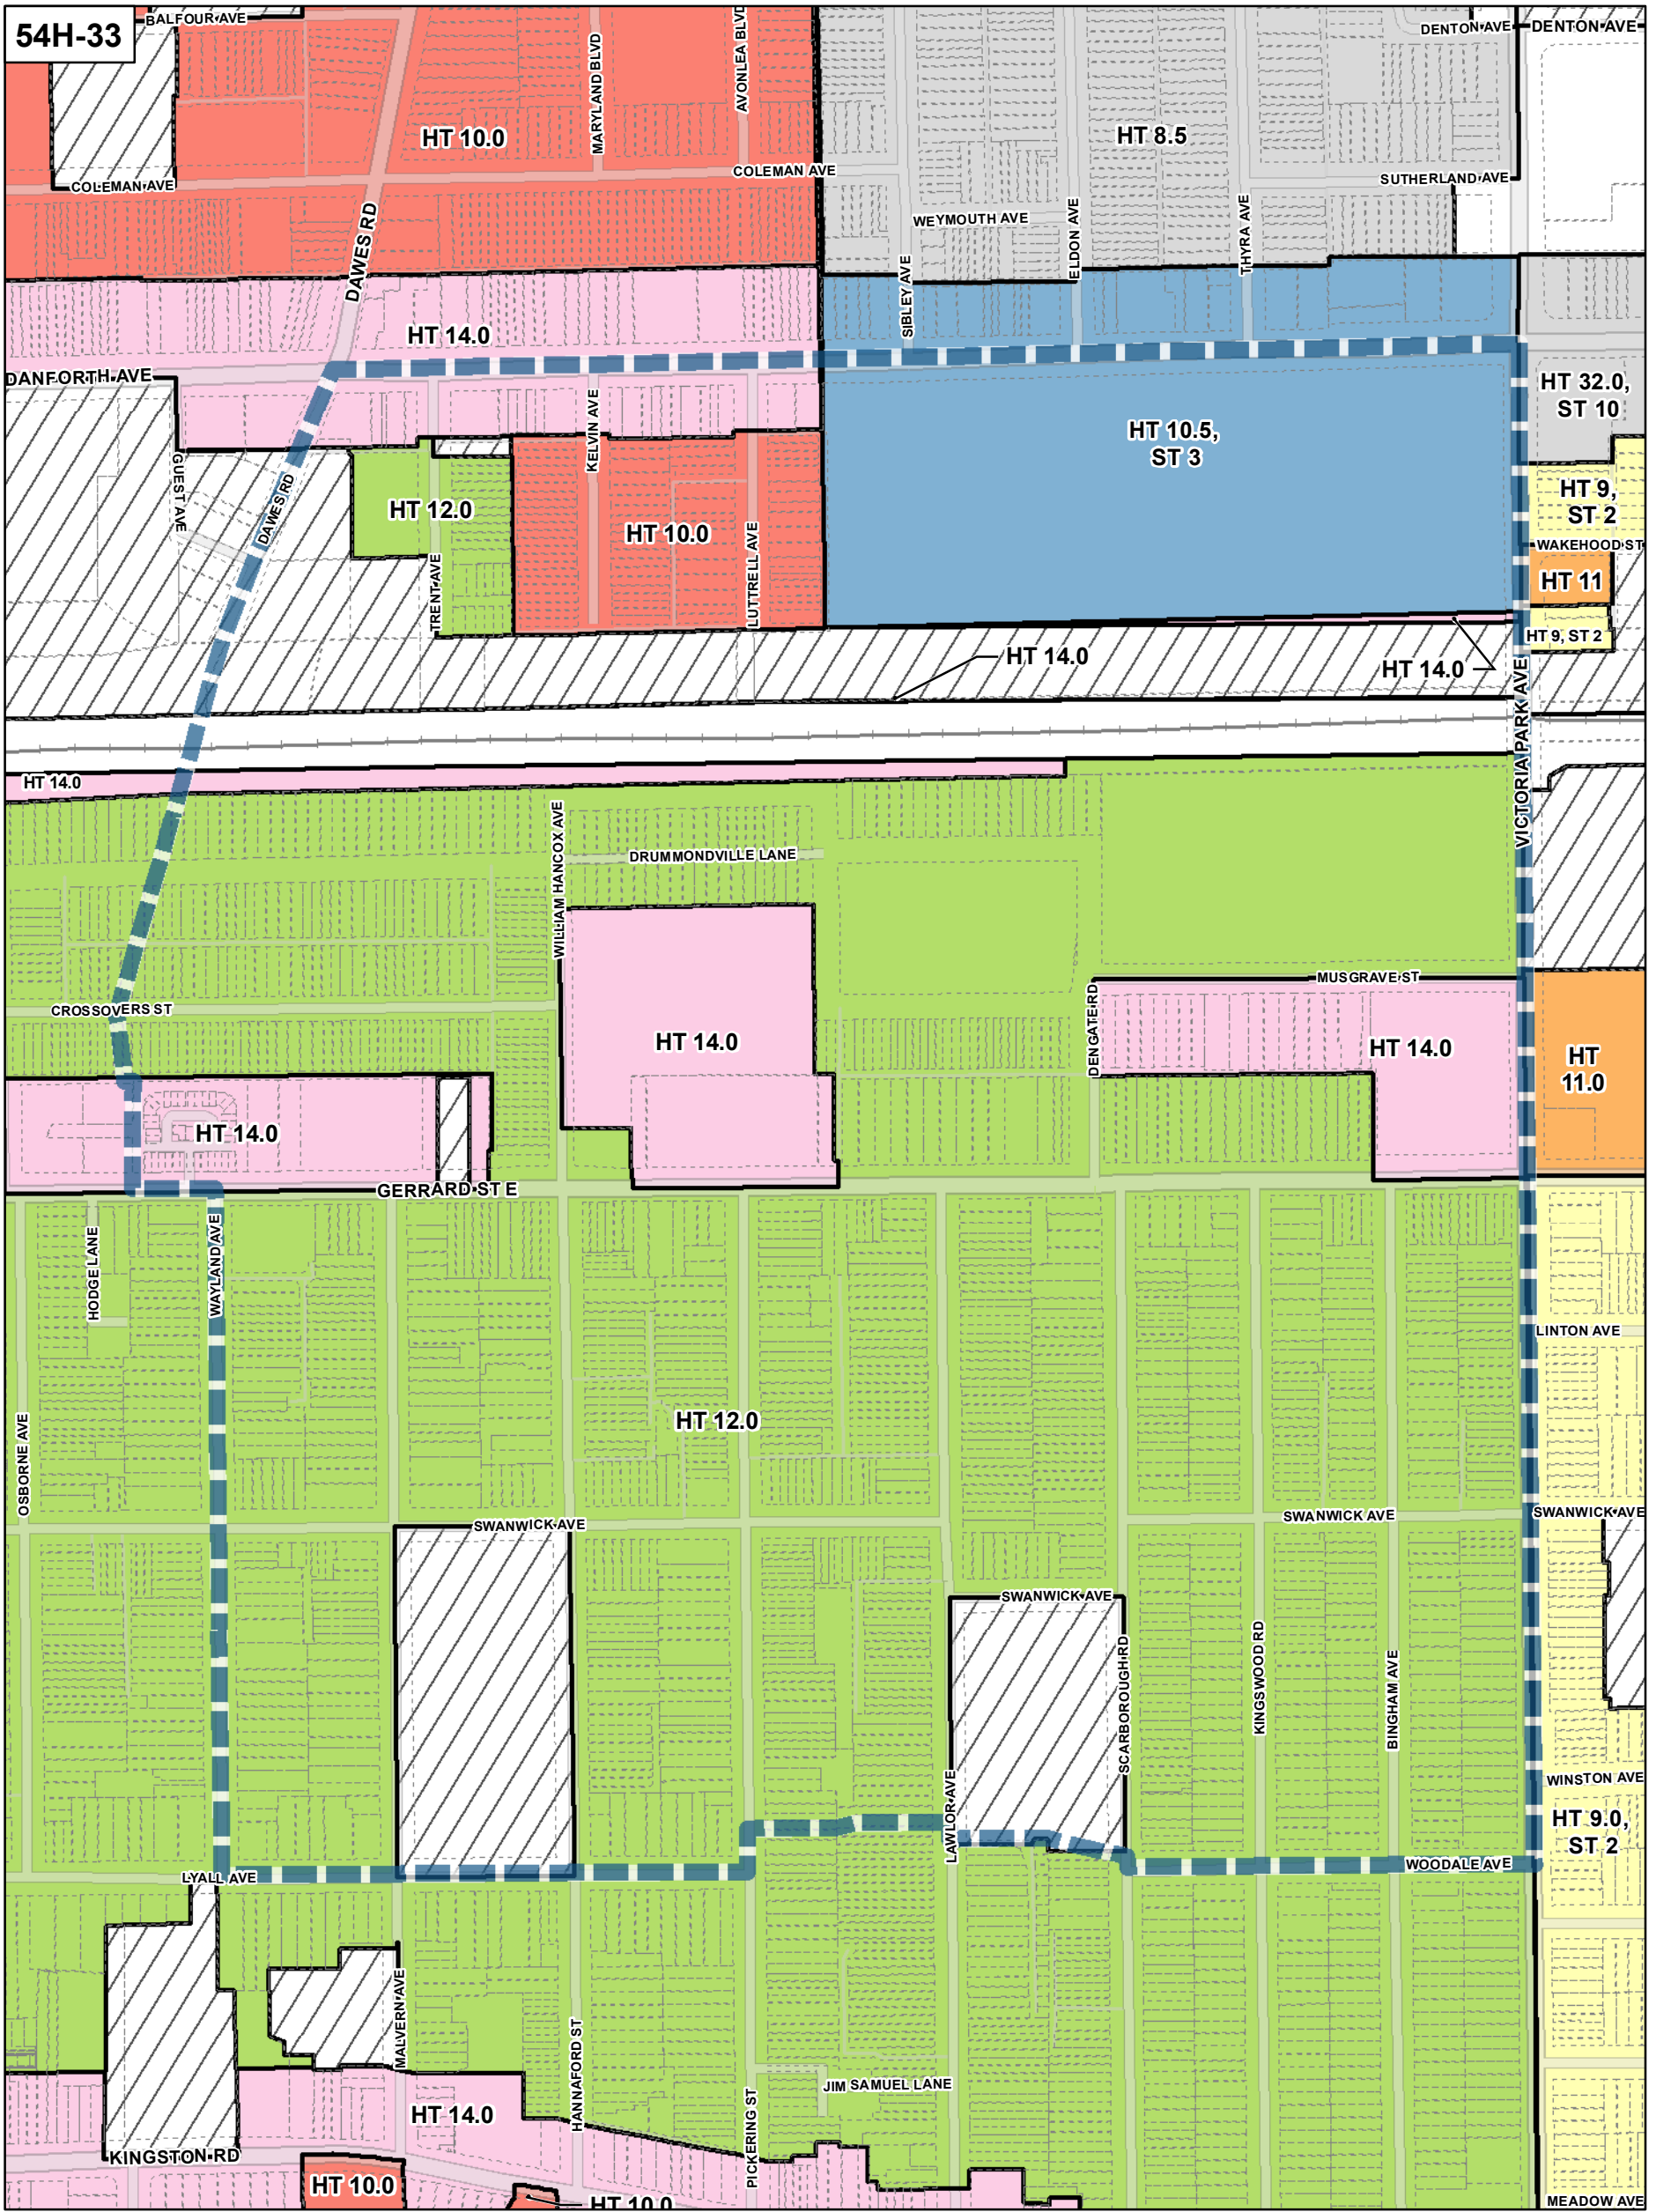 54H-33
BALFOUR AVE
DENTON AVE
DENTON AVE
MARYLAND BLVD
AVONLEA BLVD
HT 10.0
HT 8.5
COLEMAN AVE
COLEMAN AVE
SUTHERLAND AVE
WEYMOUTH AVE
DAWES RD
ELDON AVE
THYRA AVE
SIBLEY AVE
HT 14.0
DANFORTH AVE
HT 32.0,
ST 10
KELVIN AVE
HT 10.5,
ST 3
GUEST AVE
DAWES RD
HT 12.0
HT 10.0
HT 9,
ST 2
WAKEHOOD ST
TRENT AVE
LUTTRELL AVE
HT 11
HT 9, ST 2
HT 14.0
HT 14.0
VICTORIA PARK AVE
HT 14.0
WILLIAM HANCOX AVE
DRUMMONDVILLE LANE
MUSGRAVE ST
CROSSOVERS ST
DENGATE RD
HT 14.0
HT 14.0
HT
11.0
HT 14.0
GERRARD ST E
HODGE LANE
WAYLAND AVE
LINTON AVE
OSBORNE AVE
HT 12.0
SWANWICK AVE
SWANWICK AVE
SWANWICK AVE
SWANWICK AVE
SCARBOROUGH RD
KINGSWOOD RD
BINGHAM AVE
LAWLOR AVE
WINSTON AVE
HT 9.0,
ST 2
LYALL AVE
WOODALE AVE
MALVERN AVE
HANNAFORD ST
PICKERING ST
JIM SAMUEL LANE
HT 14.0
KINGSTON RD
HT 10.0
HT 10.0
MEADOW AVE